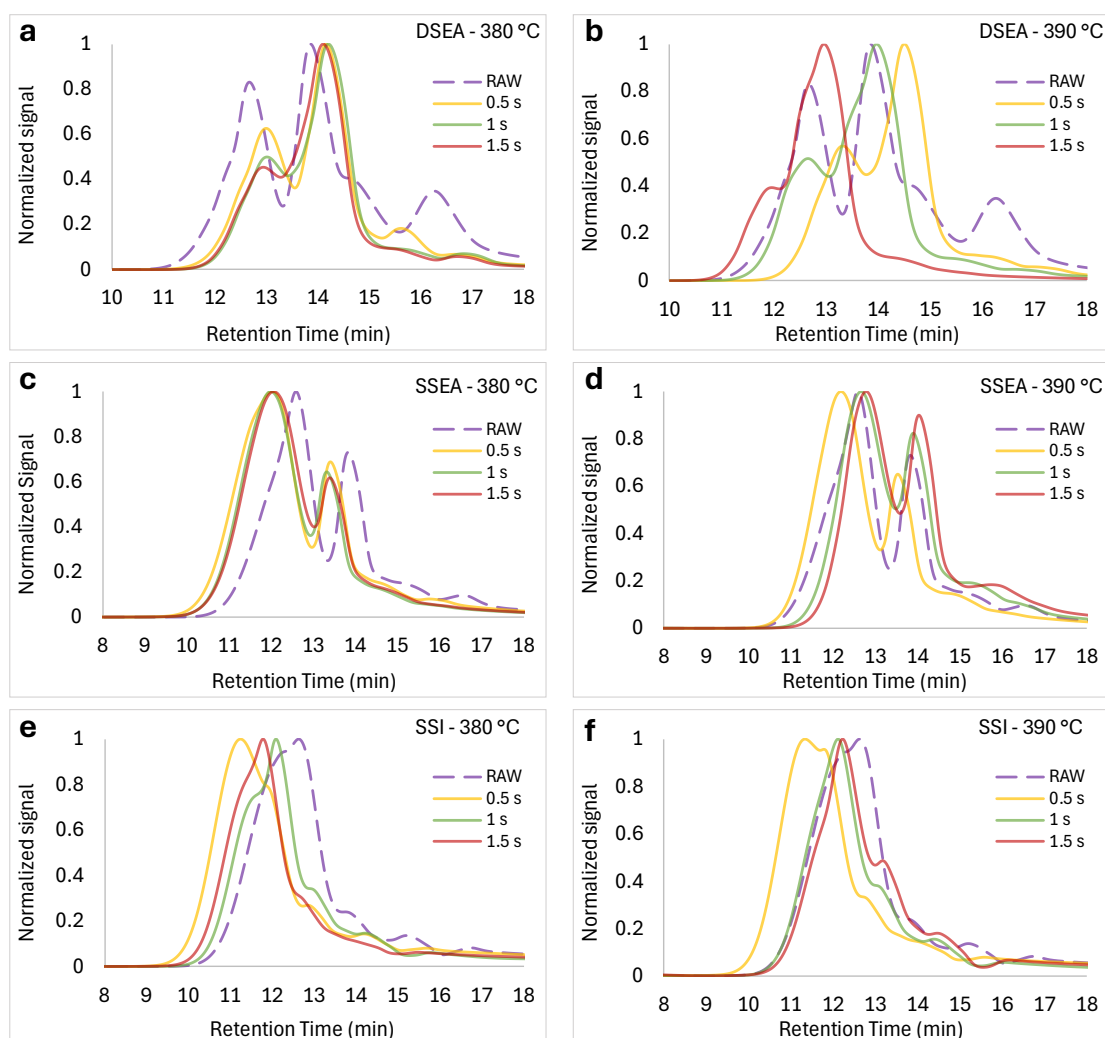 a
DSEA - 380 °C
Normalized signal
1
0.8
0.6
0.4
0.2
0
RAW
0.5 s
1 s
1.5 s
10 11 12 13 14 15 16 17 18
Retention Time (min)
b
DSEA - 390 °C
Normalized signal
1
0.8
0.6
0.4
0.2
0
RAW
0.5 s
1 s
1.5 s
10 11 12 13 14 15 16 17 18
Retention Time (min)
c
SSEA - 380 °C
Normalized Signal
1
0.8
0.6
0.4
0.2
0
RAW
0.5 s
1 s
1.5 s
8 9 10 11 12 13 14 15 16 17 18
Retention Time (min)
d
SSEA - 390 °C
Normalized Signal
1
0.8
0.6
0.4
0.2
0
RAW
0.5 s
1 s
1.5 s
8 9 10 11 12 13 14 15 16 17 18
Retention Time (min)
e
SSI - 380 °C
Normalized signal
1
0.8
0.6
0.4
0.2
0
RAW
0.5 s
1 s
1.5 s
8 9 10 11 12 13 14 15 16 17 18
Retention Time (min)
f
SSI - 390 °C
Normalized signal
1
0.8
0.6
0.4
0.2
0
RAW
0.5 s
1 s
1.5 s
8 9 10 11 12 13 14 15 16 17 18
Retention Time (min)